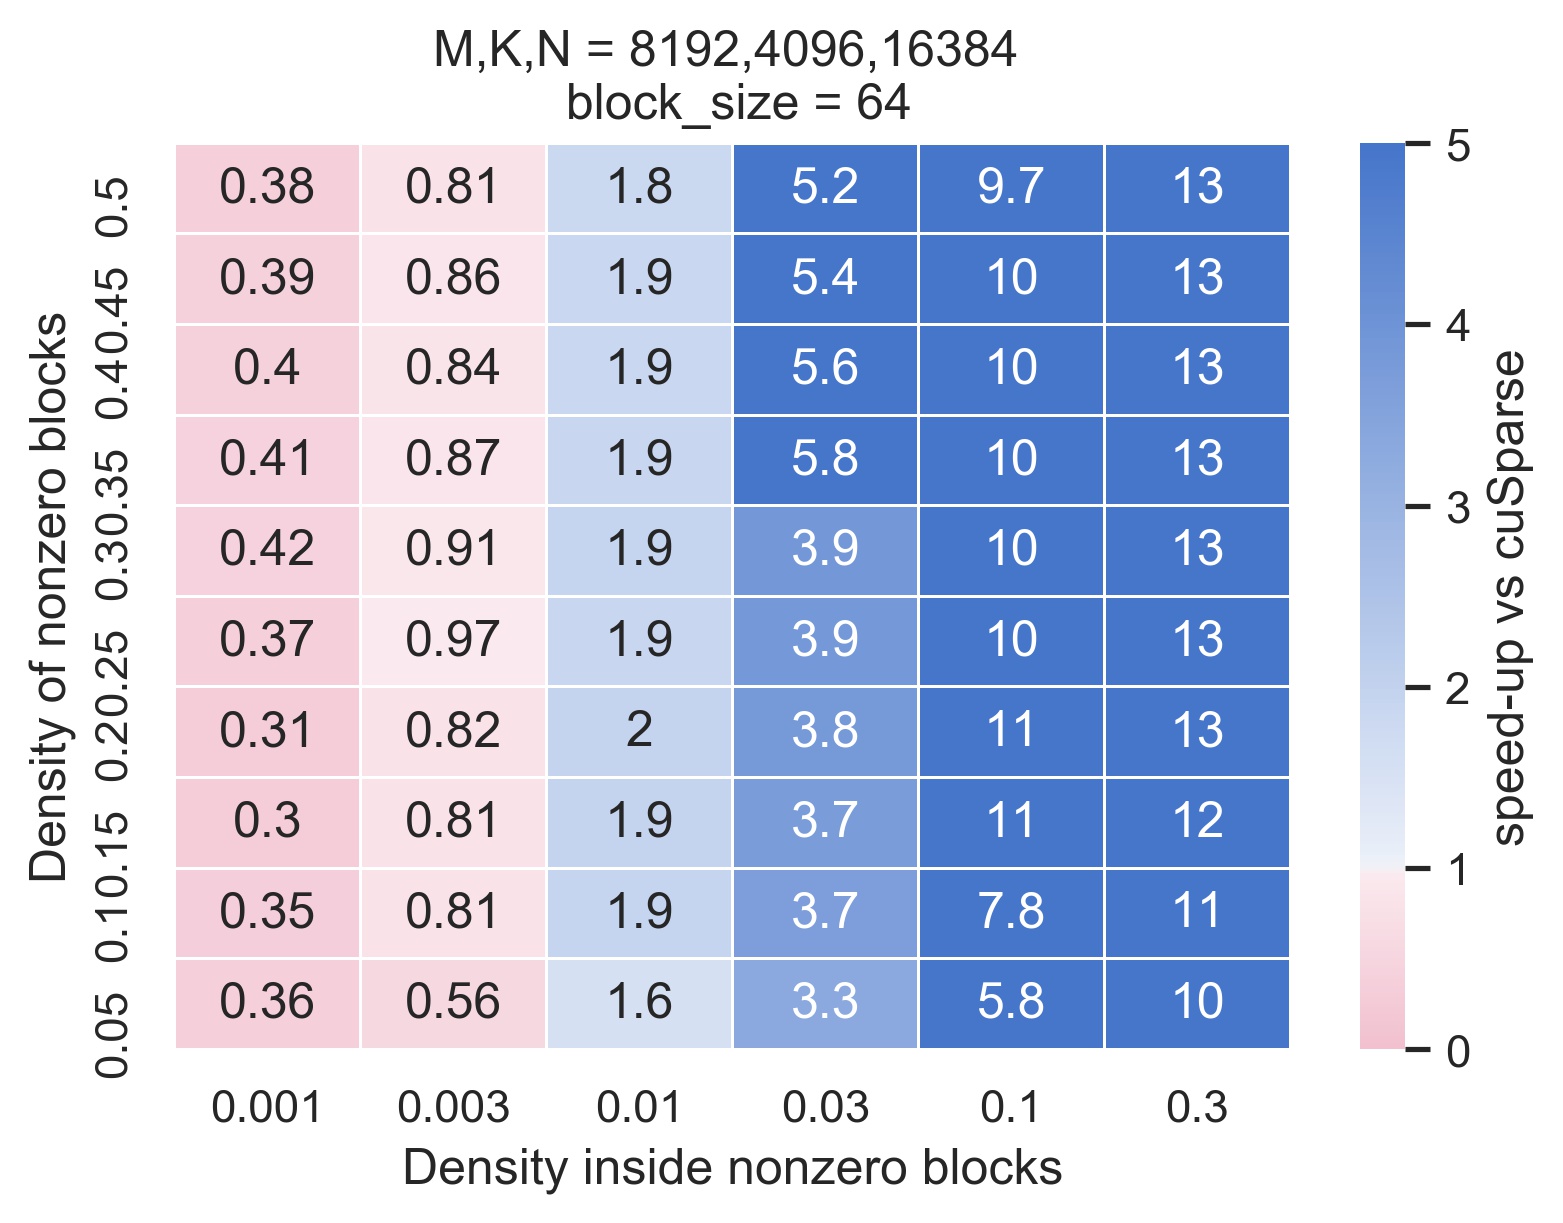 M,K,N = 8192,4096,16384
block_size = 64
Density of nonzero blocks
0.5 0.38 0.81 1.8 5.2 9.7 13
0.45 0.39 0.86 1.9 5.4 10 13
0.4 0.4 0.84 1.9 5.6 10 13
0.35 0.41 0.87 1.9 5.8 10 13
0.3 0.42 0.91 1.9 3.9 10 13
0.25 0.37 0.97 1.9 3.9 10 13
0.2 0.31 0.82 2 3.8 11 13
0.15 0.3 0.81 1.9 3.7 11 12
0.1 0.35 0.81 1.9 3.7 7.8 11
0.05 0.36 0.56 1.6 3.3 5.8 10
0.001 0.003 0.01 0.03 0.1 0.3
Density inside nonzero blocks
5
4
3
2
1
0
speed-up vs cuSparse